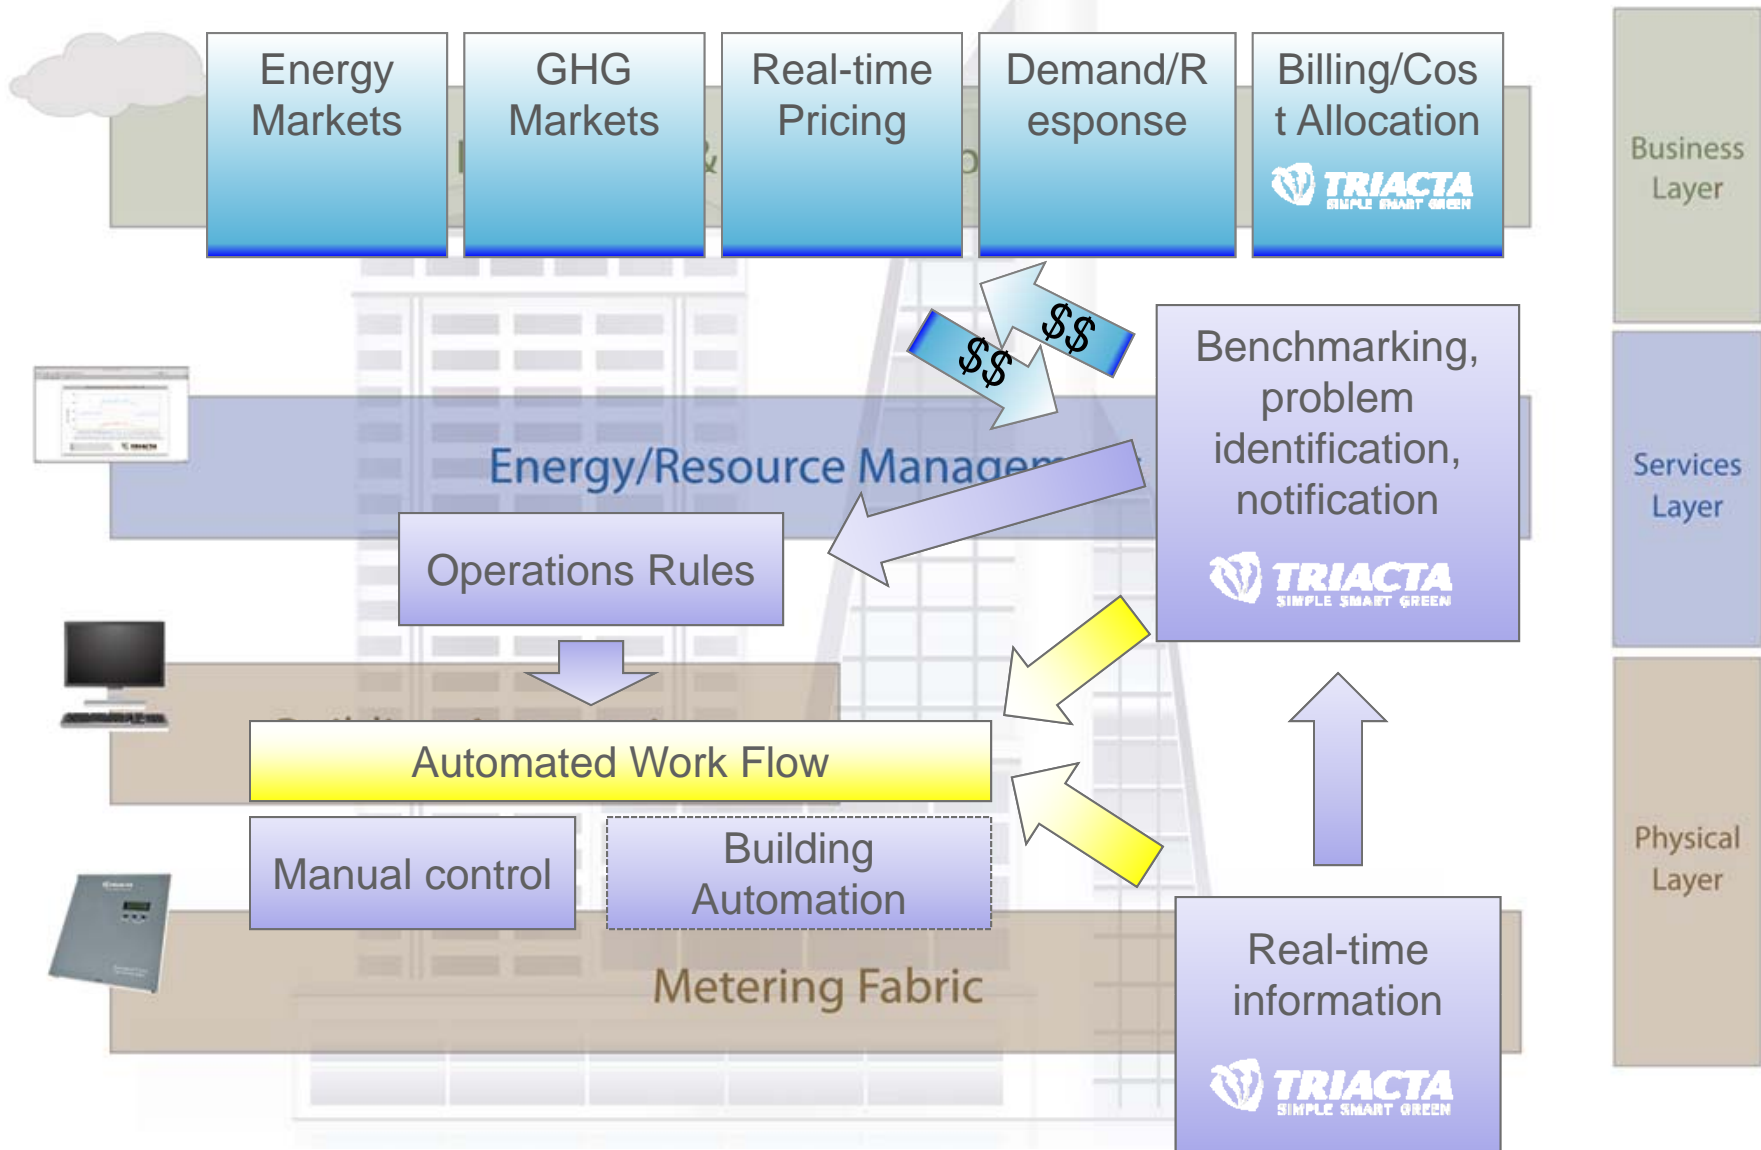 Energy
Markets
GHG
Markets
Real-time
Pricing
Demand/R
esponse
Billing/Cos
t Allocation
TRIACTA
SIMPLE SMART GREEN
&
Business
Layer
$$
$$
Benchmarking,
problem
identification,
notification
TRIACTA
SIMPLE SMART GREEN
Energy/Resource Managem
Services
Layer
Operations Rules
Automated Work Flow
Manual control
Building
Automation
Physical
Layer
Metering Fabric
Real-time
information
TRIACTA
SIMPLE SMART GREEN